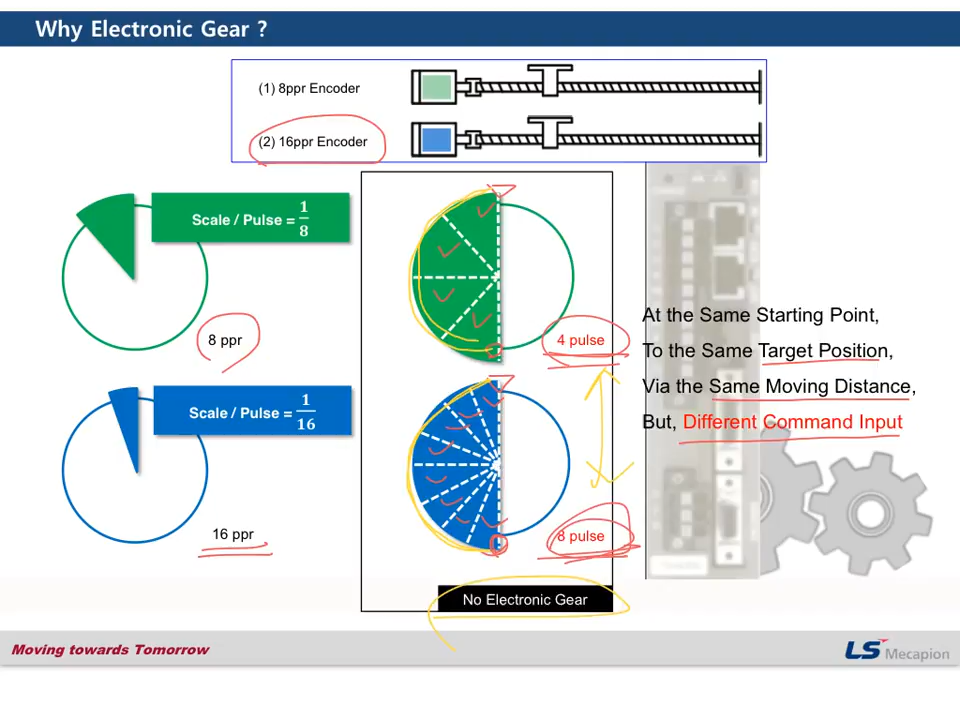 Why Electronic Gear ?
(1) 8ppr Encoder
(2) 16ppr Encoder
Scale / Pulse = 1/8
8 ppr
4 pulse
Scale / Pulse = 1/16
16 ppr
8 pulse
At the Same Starting Point,
To the Same Target Position,
Via the Same Moving Distance,
But, Different Command Input
No Electronic Gear
Moving towards Tomorrow
LS Mecapion